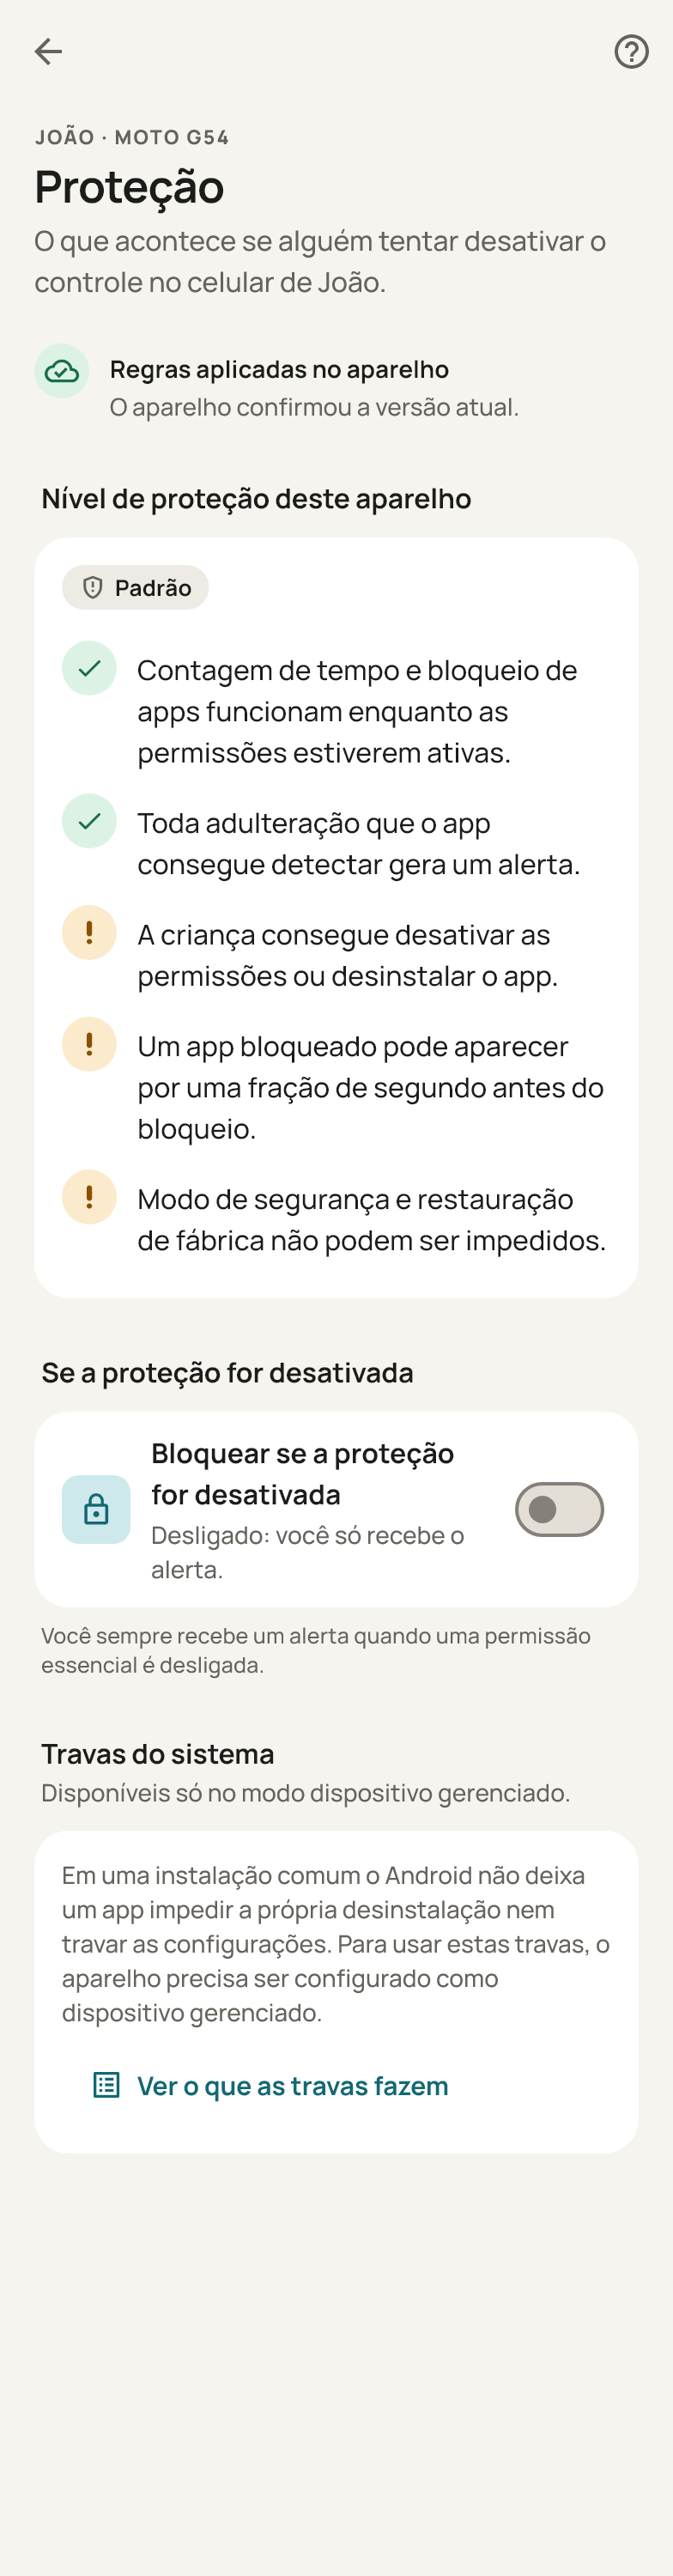 JOÃO · MOTO G54
Proteção
O que acontece se alguém tentar desativar o
controle no celular de João.
Regras aplicadas no aparelho
O aparelho confirmou a versão atual.
Nível de proteção deste aparelho
Padrão
Contagem de tempo e bloqueio de
apps funcionam enquanto as
permissões estiverem ativas.
Toda adulteração que o app
consegue detectar gera um alerta.
A criança consegue desativar as
permissões ou desinstalar o app.
Um app bloqueado pode aparecer
por uma fração de segundo antes do
bloqueio.
Modo de segurança e restauração
de fábrica não podem ser impedidos.
Se a proteção for desativada
Bloquear se a proteção
for desativada
Desligado: você só recebe o
alerta.
Você sempre recebe um alerta quando uma permissão
essencial é desligada.
Travas do sistema
Disponíveis só no modo dispositivo gerenciado.
Em uma instalação comum o Android não deixa
um app impedir a própria desinstalação nem
travar as configurações. Para usar estas travas, o
aparelho precisa ser configurado como
dispositivo gerenciado.
Ver o que as travas fazem